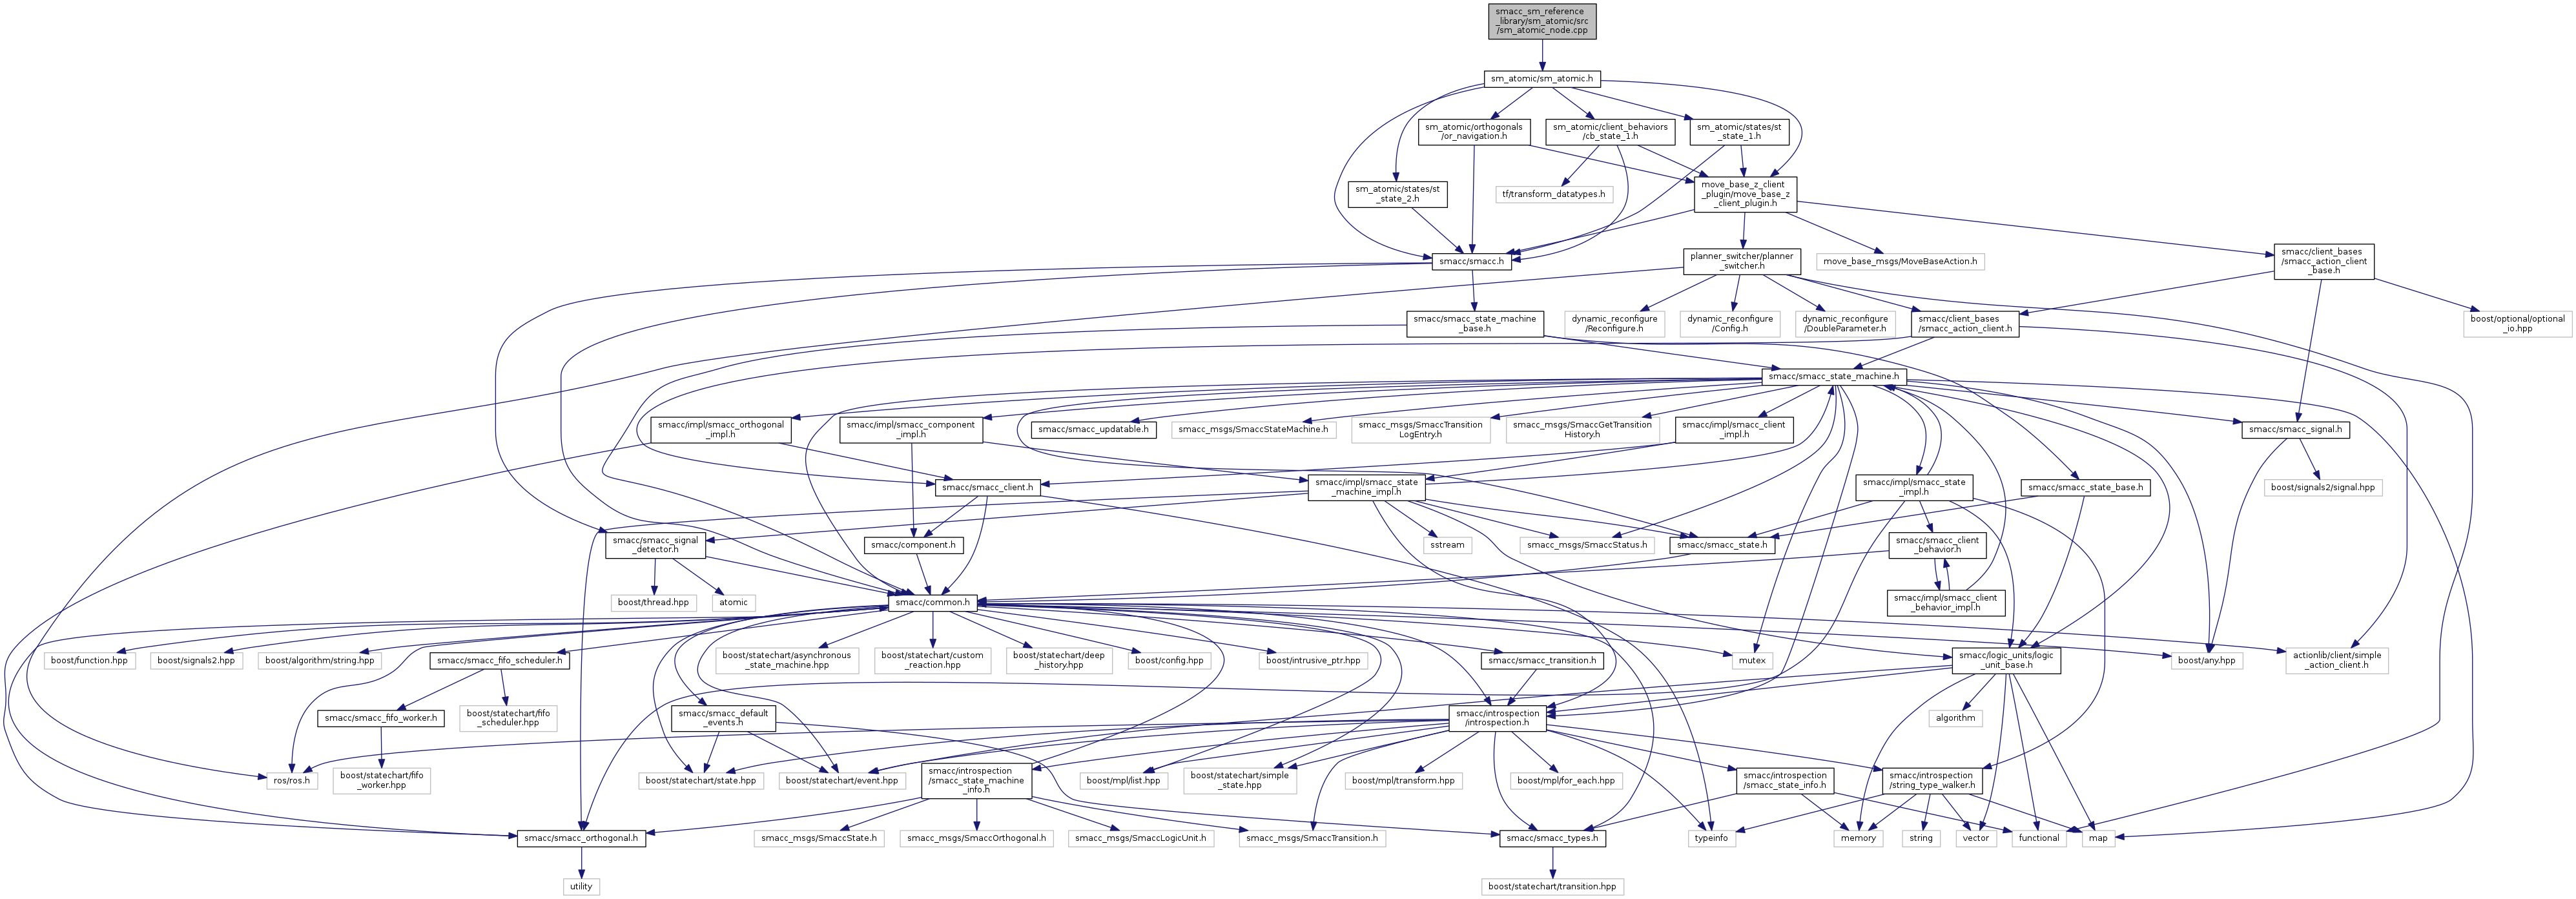 smacc_sm_reference
_library/sm_atomic/src
/sm_atomic_node.cpp
sm_atomic/sm_atomic.h
sm_atomic/orthogonals
/or_navigation.h
sm_atomic/client_behaviors
/cb_state_1.h
sm_atomic/states/st
_state_1.h
sm_atomic/states/st
_state_2.h
tf/transform_datatypes.h
move_base_z_client
_plugin/move_base_z
_client_plugin.h
smacc/smacc.h
planner_switcher/planner
_switcher.h
move_base_msgs/MoveBaseAction.h
smacc/client_bases
/smacc_action_client
_base.h
smacc/smacc_state_machine
_base.h
dynamic_reconfigure
/Reconfigure.h
dynamic_reconfigure
/Config.h
dynamic_reconfigure
/DoubleParameter.h
smacc/client_bases
/smacc_action_client.h
boost/optional/optional
_io.hpp
smacc/smacc_state_machine.h
smacc/impl/smacc_orthogonal
_impl.h
smacc/impl/smacc_component
_impl.h
smacc/smacc_updatable.h
smacc_msgs/SmaccStateMachine.h
smacc_msgs/SmaccTransition
LogEntry.h
smacc_msgs/SmaccGetTransition
History.h
smacc/impl/smacc_client
_impl.h
smacc/smacc_signal.h
smacc/smacc_client.h
smacc/impl/smacc_state
_machine_impl.h
smacc/impl/smacc_state
_impl.h
smacc/smacc_state_base.h
boost/signals2/signal.hpp
smacc/smacc_signal
_detector.h
smacc/component.h
sstream
smacc_msgs/SmaccStatus.h
smacc/smacc_state.h
smacc/smacc_client
_behavior.h
boost/thread.hpp
atomic
smacc/common.h
smacc/impl/smacc_client
_behavior_impl.h
boost/function.hpp
boost/signals2.hpp
boost/algorithm/string.hpp
smacc/smacc_fifo_scheduler.h
boost/statechart/asynchronous
_state_machine.hpp
boost/statechart/custom
_reaction.hpp
boost/statechart/deep
_history.hpp
boost/config.hpp
boost/intrusive_ptr.hpp
smacc/smacc_transition.h
mutex
smacc/logic_units/logic
_unit_base.h
boost/any.hpp
actionlib/client/simple
_action_client.h
smacc/smacc_fifo_worker.h
boost/statechart/fifo
_scheduler.hpp
smacc/smacc_default
_events.h
smacc/introspection
/introspection.h
algorithm
ros/ros.h
boost/statechart/fifo
_worker.hpp
boost/statechart/state.hpp
boost/statechart/event.hpp
smacc/introspection
/smacc_state_machine
_info.h
boost/mpl/list.hpp
boost/statechart/simple
_state.hpp
boost/mpl/transform.hpp
boost/mpl/for_each.hpp
smacc/introspection
/smacc_state_info.h
smacc/introspection
/string_type_walker.h
smacc/smacc_orthogonal.h
smacc_msgs/SmaccState.h
smacc_msgs/SmaccOrthogonal.h
smacc_msgs/SmaccLogicUnit.h
smacc_msgs/SmaccTransition.h
smacc/smacc_types.h
typeinfo
memory
string
vector
functional
map
utility
boost/statechart/transition.hpp